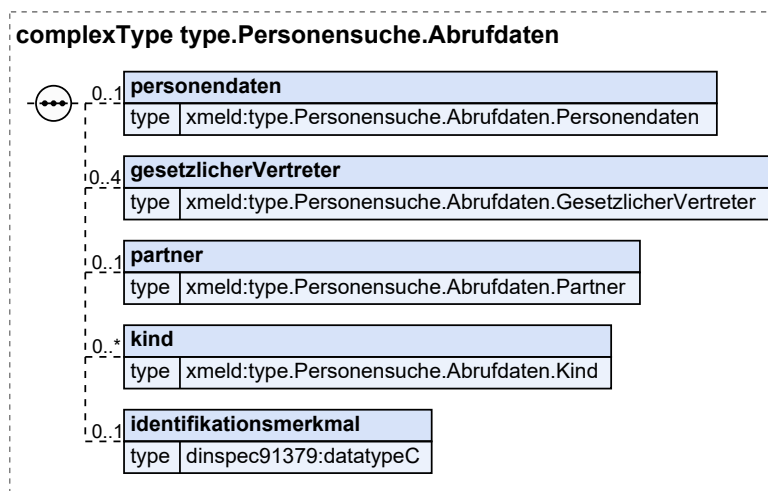 complexType type.Personensuche.Abrufdaten
0..1 personendaten
type xmeld:type.Personensuche.Abrufdaten.Personendaten
0..4 gesetzlicherVertreter
type xmeld:type.Personensuche.Abrufdaten.GesetzlicherVertreter
0..1 partner
type xmeld:type.Personensuche.Abrufdaten.Partner
0..* kind
type xmeld:type.Personensuche.Abrufdaten.Kind
0..1 identifikationsmerkmal
type dinspec91379:datatypeC